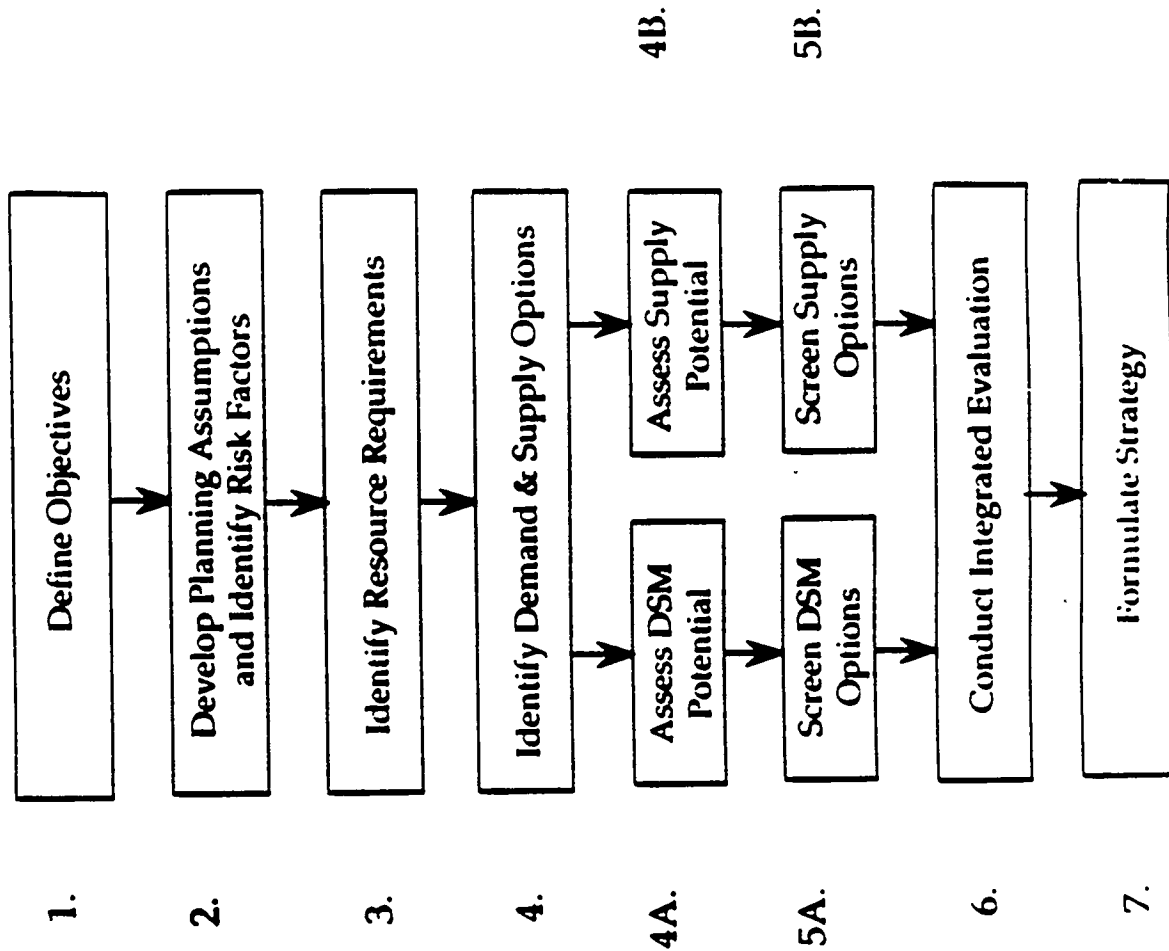 1.
Define Objectives
2.
Develop Planning Assumptions
and Identify Risk Factors
3.
Identify Resource Requirements
4.
Identify Demand & Supply Options
4A.
Assess DSM
Potential
Assess Supply
Potential
4B.
5A.
Screen DSM
Options
Screen Supply
Options
5B.
6.
Conduct Integrated Evaluation
7.
Formulate Strategy